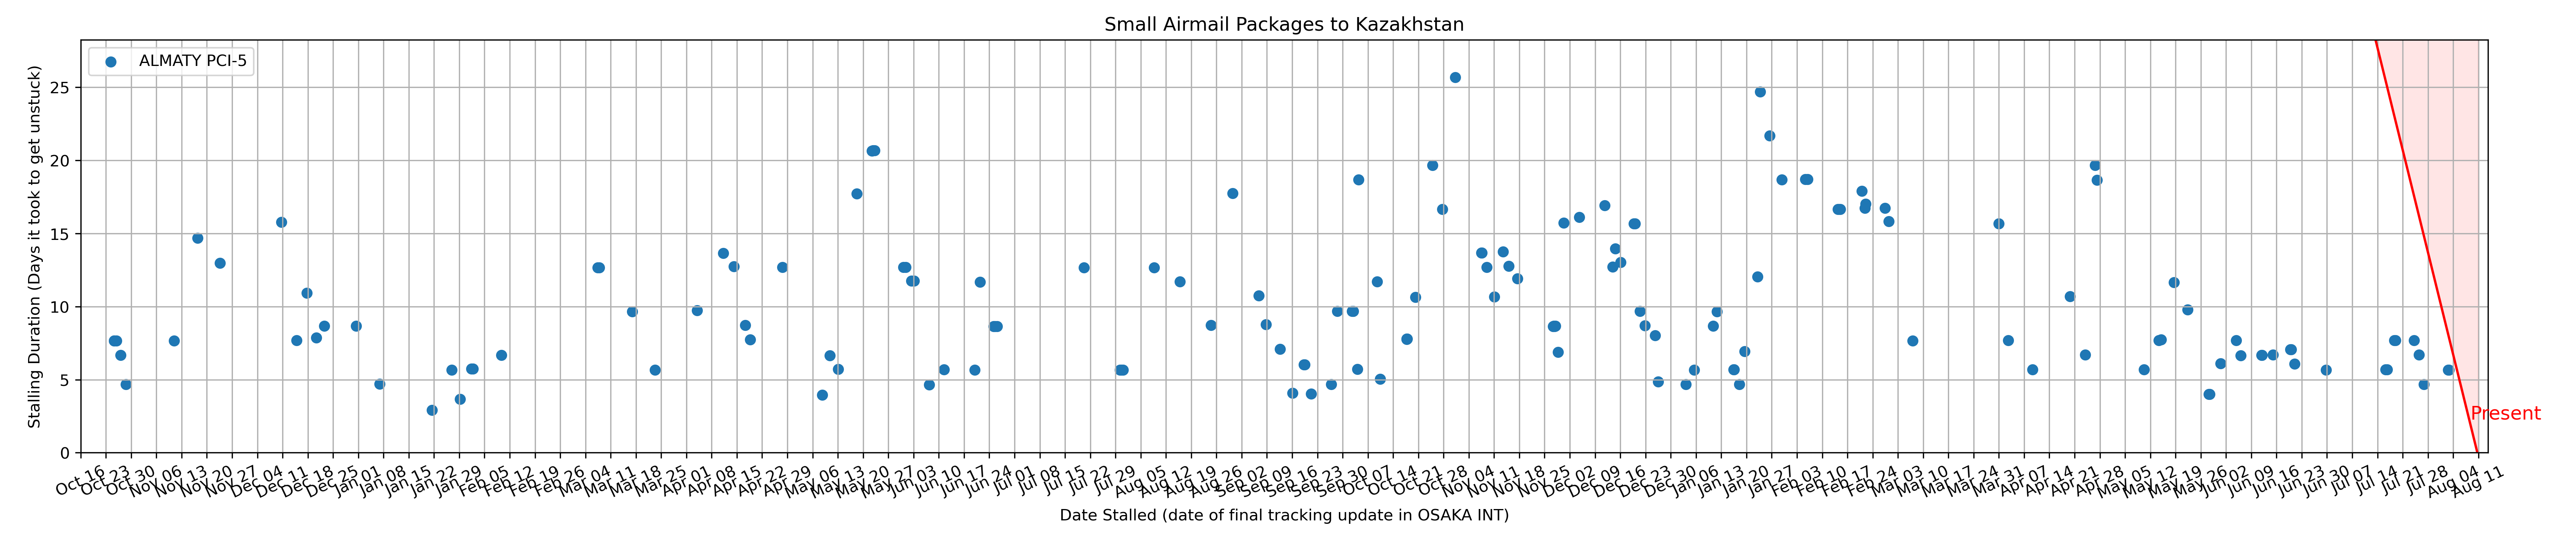 Small Airmail Packages to Kazakhstan
ALMATY PCI-5
Stalling Duration (Days it took to get unstuck)
25
20
15
10
5
0
Present
Oct 16
Oct 23
Oct 30
Nov 06
Nov 13
Nov 20
Nov 27
Dec 04
Dec 11
Dec 18
Dec 25
Jan 01
Jan 08
Jan 15
Jan 22
Jan 29
Feb 05
Feb 12
Feb 19
Feb 26
Mar 04
Mar 11
Mar 18
Mar 25
Apr 01
Apr 08
Apr 15
Apr 22
Apr 29
May 06
May 13
May 20
May 27
Jun 03
Jun 10
Jun 17
Jun 24
Jul 01
Jul 08
Jul 15
Jul 22
Jul 29
Aug 05
Aug 12
Aug 19
Aug 26
Sep 02
Sep 09
Sep 16
Sep 23
Sep 30
Oct 07
Oct 14
Oct 21
Oct 28
Nov 04
Nov 11
Nov 18
Nov 25
Dec 02
Dec 09
Dec 16
Dec 23
Dec 30
Jan 06
Jan 13
Jan 20
Jan 27
Feb 03
Feb 10
Feb 17
Feb 24
Mar 03
Mar 10
Mar 17
Mar 24
Mar 31
Apr 07
Apr 14
Apr 21
Apr 28
May 05
May 12
May 19
May 26
Jun 02
Jun 09
Jun 16
Jun 23
Jun 30
Jul 07
Jul 14
Jul 21
Jul 28
Aug 04
Aug 11
Date Stalled (date of final tracking update in OSAKA INT)